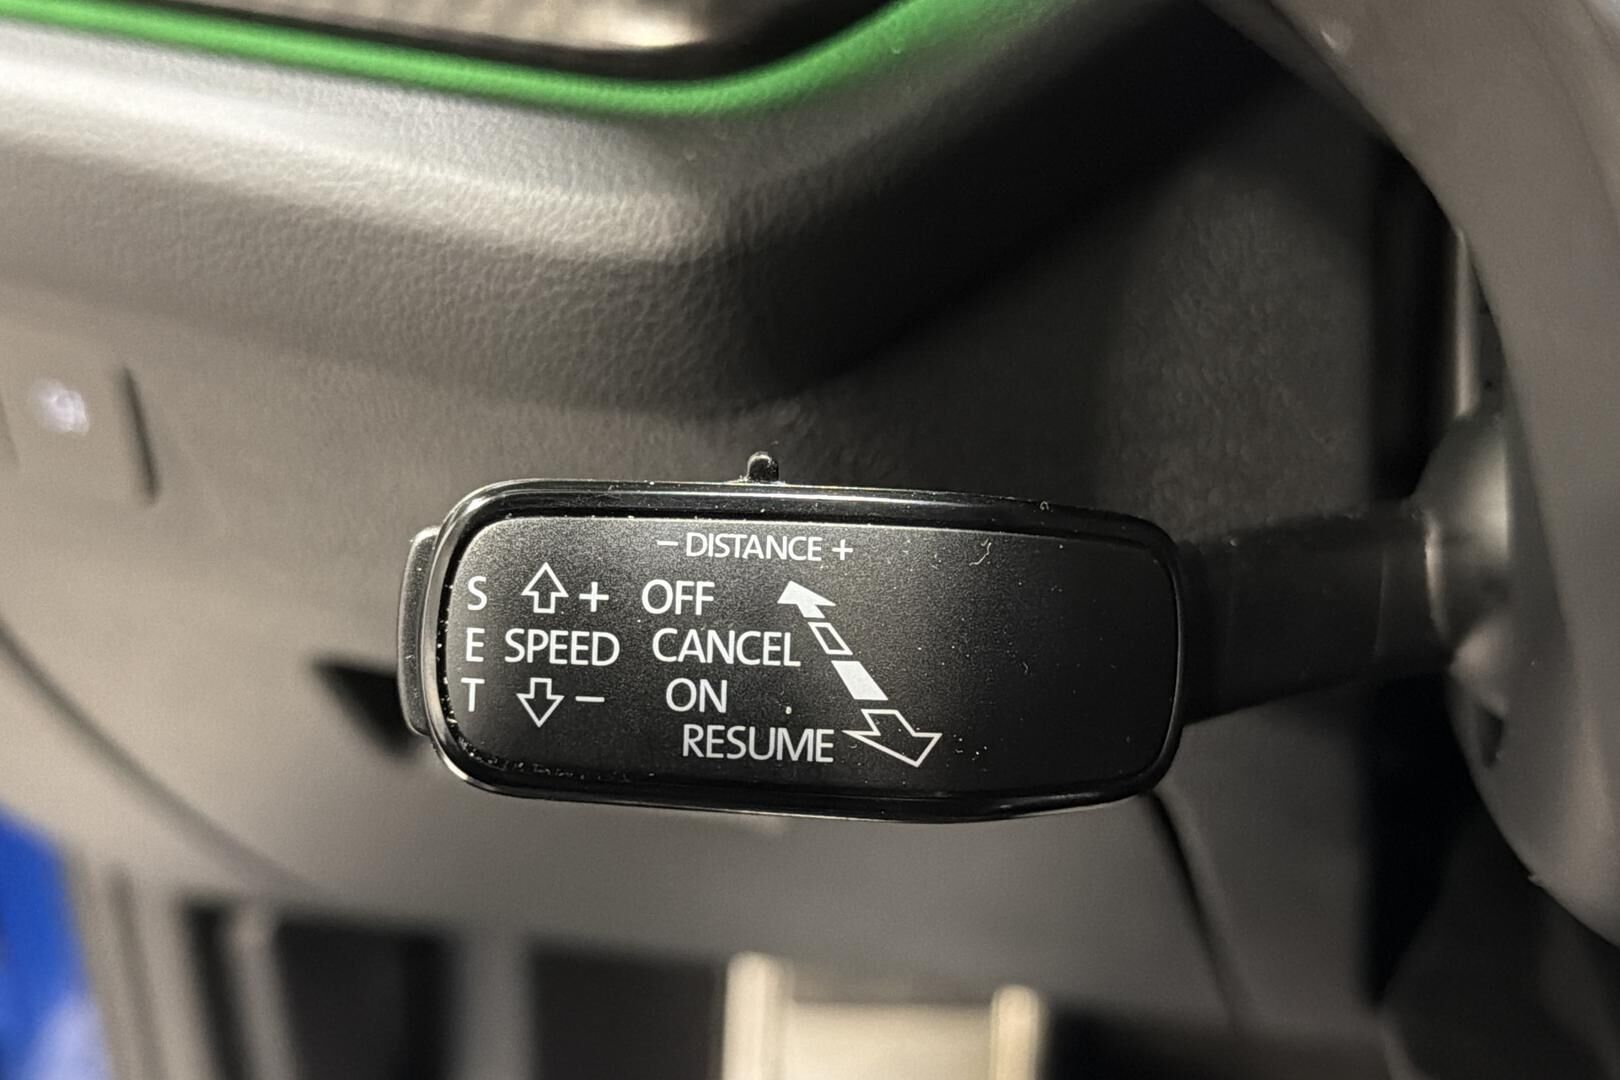 − DISTANCE +
S + OFF
E SPEED CANCEL
T − ON
RESUME